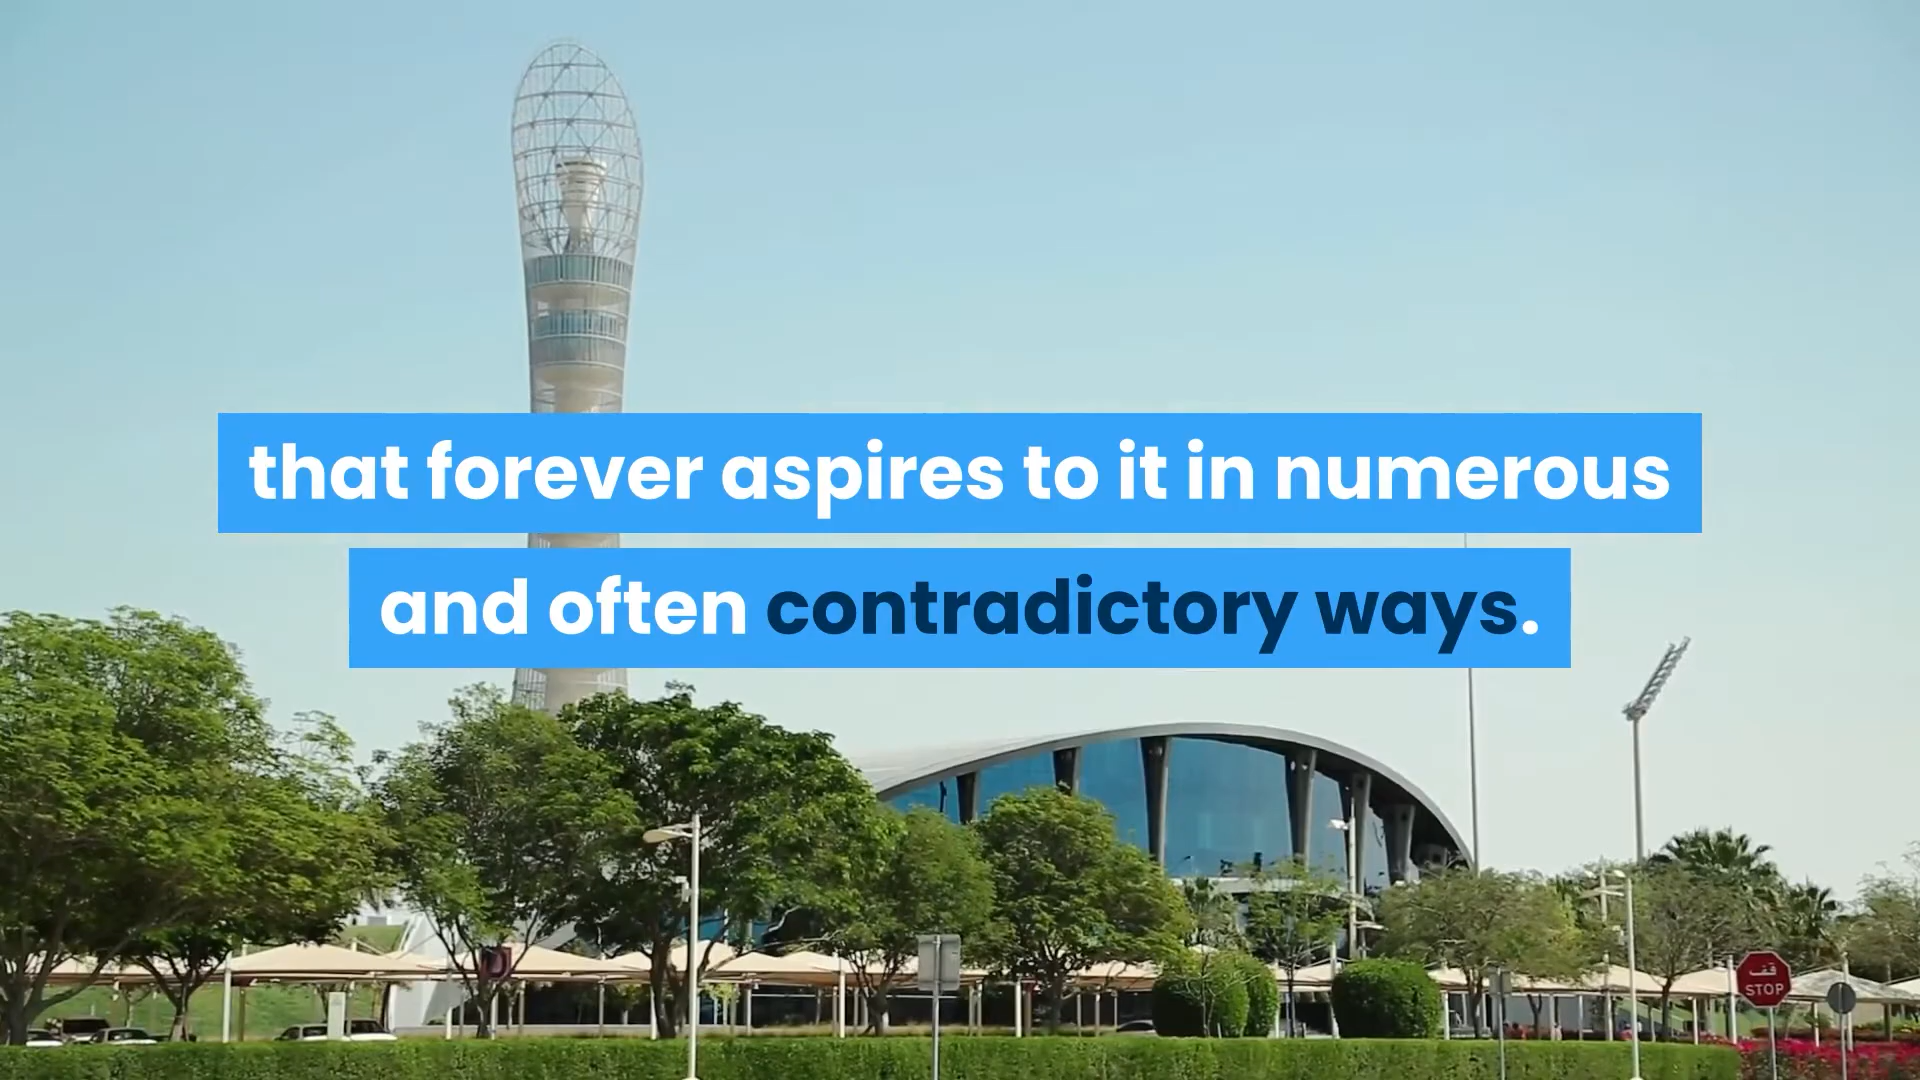 that forever aspires to it in numerous
and often contradictory ways.
قف
STOP